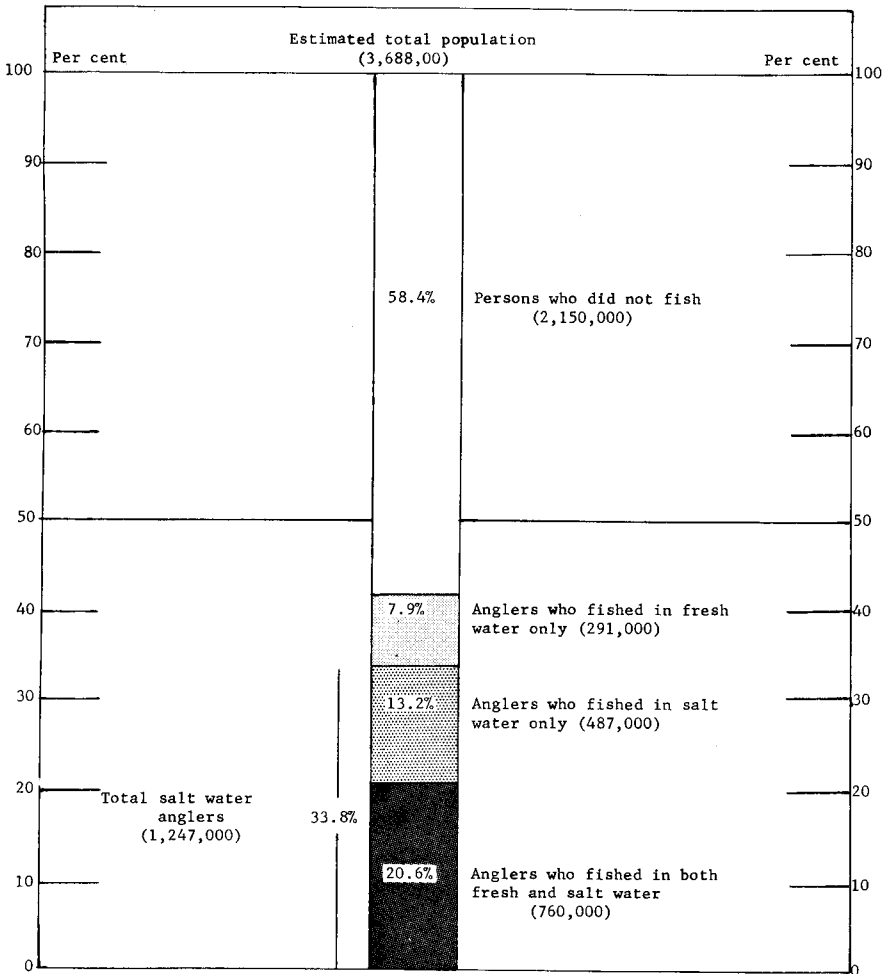 Estimated total population
(3,688,00)
Per cent
Per cent
100
100
90
90
80
80
58.4%
Persons who did not fish
(2,150,000)
70
70
60
60
50
50
40
40
7.9%
Anglers who fished in fresh
water only (291,000)
30
30
13.2%
Anglers who fished in salt
water only (487,000)
20
20
Total salt water
anglers
(1,247,000)
33.8%
20.6%
Anglers who fished in both
fresh and salt water
(760,000)
10
10
0
0